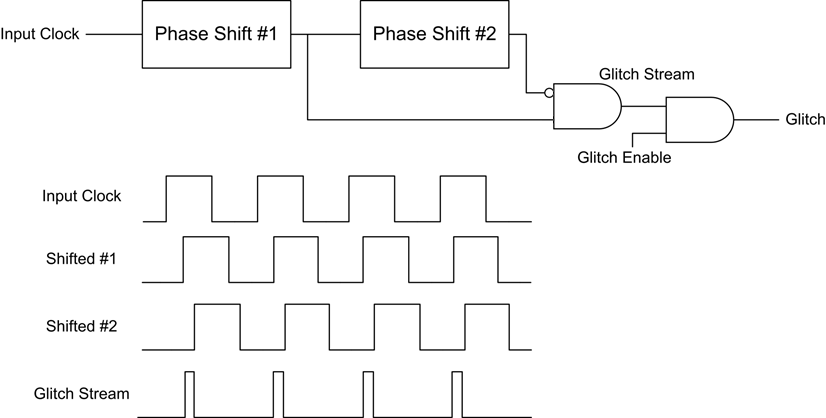 Input Clock
Phase Shift #1
Phase Shift #2
Glitch Stream
Glitch
Glitch Enable
Input Clock
Shifted #1
Shifted #2
Glitch Stream